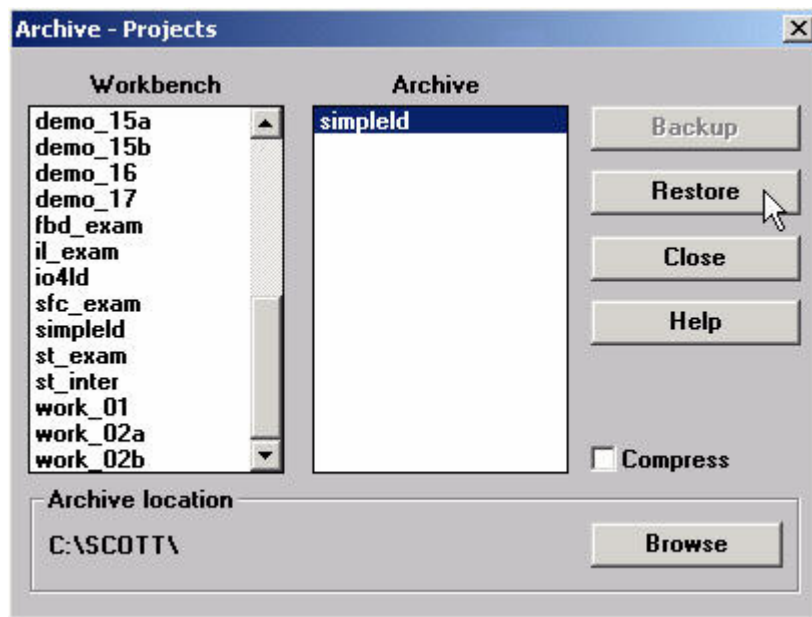 Archive - Projects
Workbench
demo_15a
demo_15b
demo_16
demo_17
fbd_exam
il_exam
io4ld
sfc_exam
simpleld
st_exam
st_inter
work_01
work_02a
work_02b
Archive
simpleld
Backup
Restore
Close
Help
Compress
Archive location
C:\SCOTT\
Browse